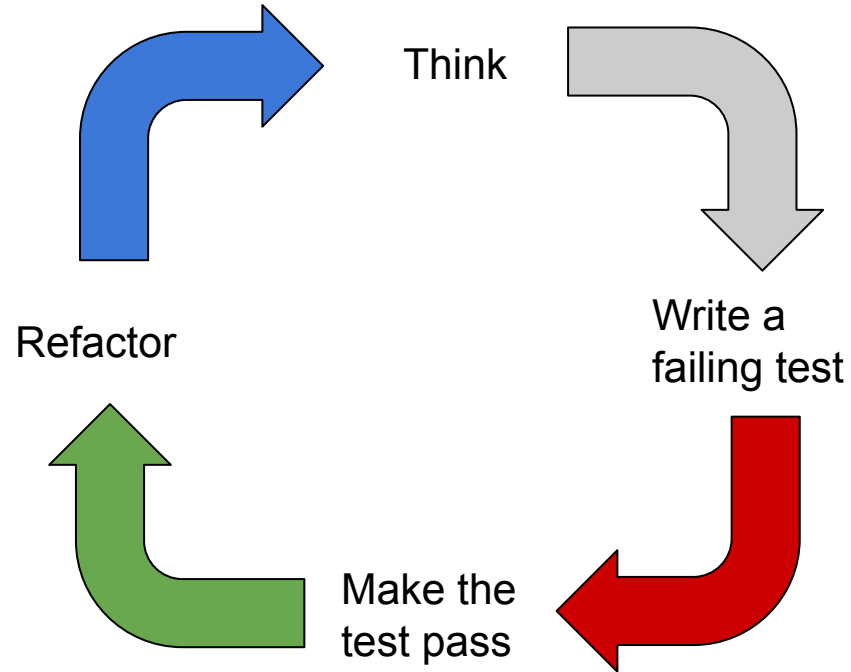 Think
Write a
failing test
Make the
test pass
Refactor